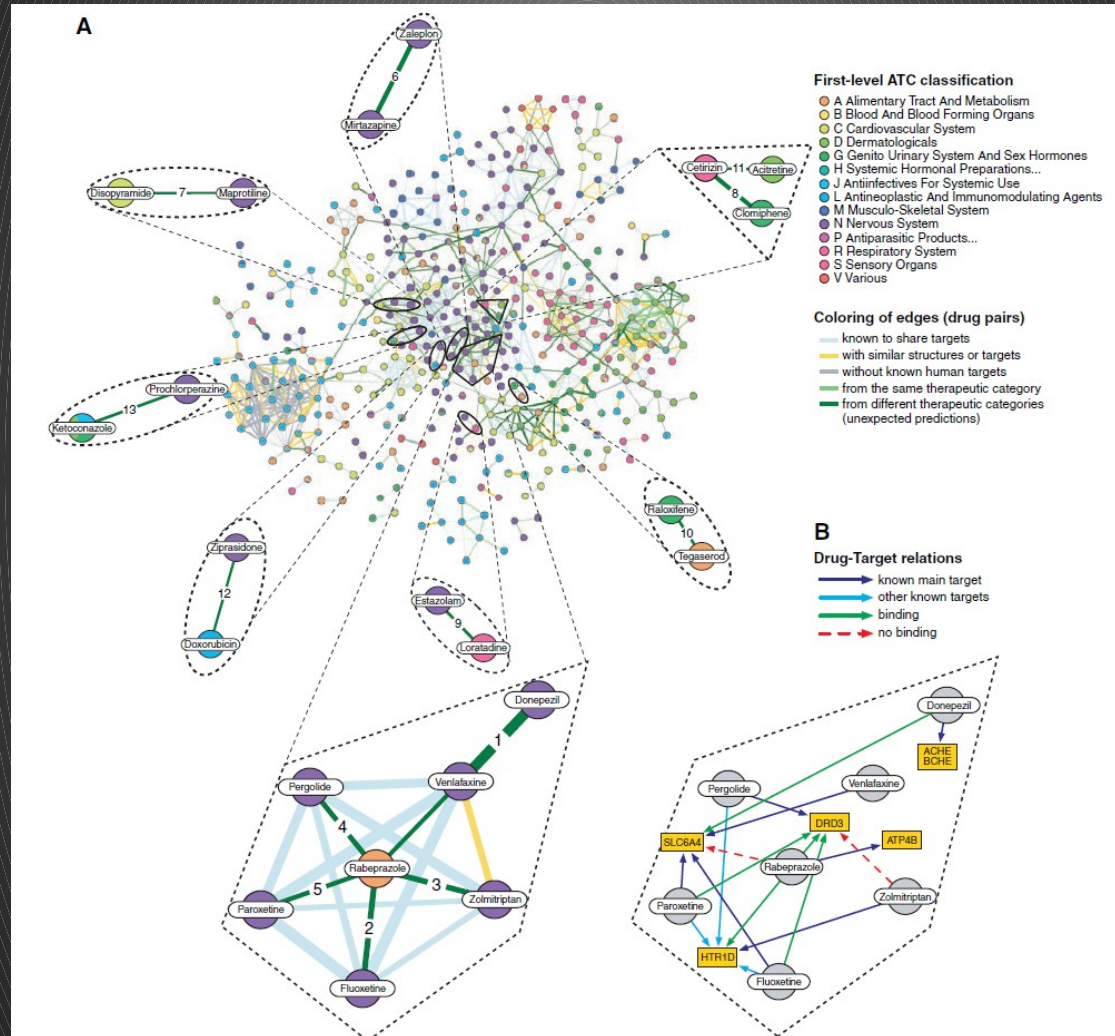 A
Zaleplon
6
Mirtazapine
Disopyramide
7
Maprotiline
Cetirizin
11
Acitretine
8
Clomiphene
First-level ATC classification
A Alimentary Tract And Metabolism
B Blood And Blood Forming Organs
C Cardiovascular System
D Dermatologicals
G Genito Urinary System And Sex Hormones
H Systemic Hormonal Preparations...
J Antiinfectives For Systemic Use
L Antineoplastic And Immunomodulating Agents
M Musculo-Skeletal System
N Nervous System
P Antiparasitic Products...
R Respiratory System
S Sensory Organs
V Various
Coloring of edges (drug pairs)
known to share targets
with similar structures or targets
without known human targets
from the same therapeutic category
from different therapeutic categories
(unexpected predictions)
Prochlorperazine
13
Ketoconazole
Raloxifene
10
Tegaserod
Ziprasidone
12
Doxorubicin
Estazolam
9
Loratadine
Donepezil
1
Pergolide
Venlafaxine
4
Rabeprazole
5
3
Paroxetine
Zolmitriptan
2
Fluoxetine
B
Drug-Target relations
known main target
other known targets
binding
no binding
Donepezil
ACHE
BCHE
Pergolide
Venlafaxine
DRD3
SLC6A4
ATP4B
Rabeprazole
Paroxetine
Zolmitriptan
HTR1D
Fluoxetine